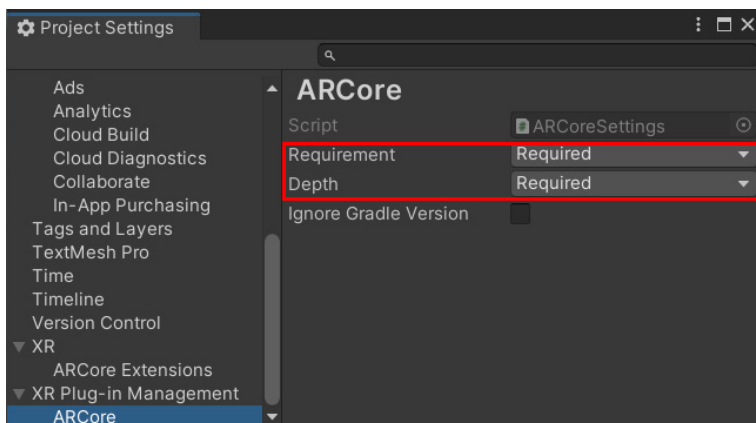 Project Settings
Ads
Analytics
Cloud Build
Cloud Diagnostics
Collaborate
In-App Purchasing
Tags and Layers
TextMesh Pro
Time
Timeline
Version Control
XR
ARCore Extensions
XR Plug-in Management
ARCore
ARCore
Script ARCoreSettings
Requirement Required
Depth Required
Ignore Gradle Version